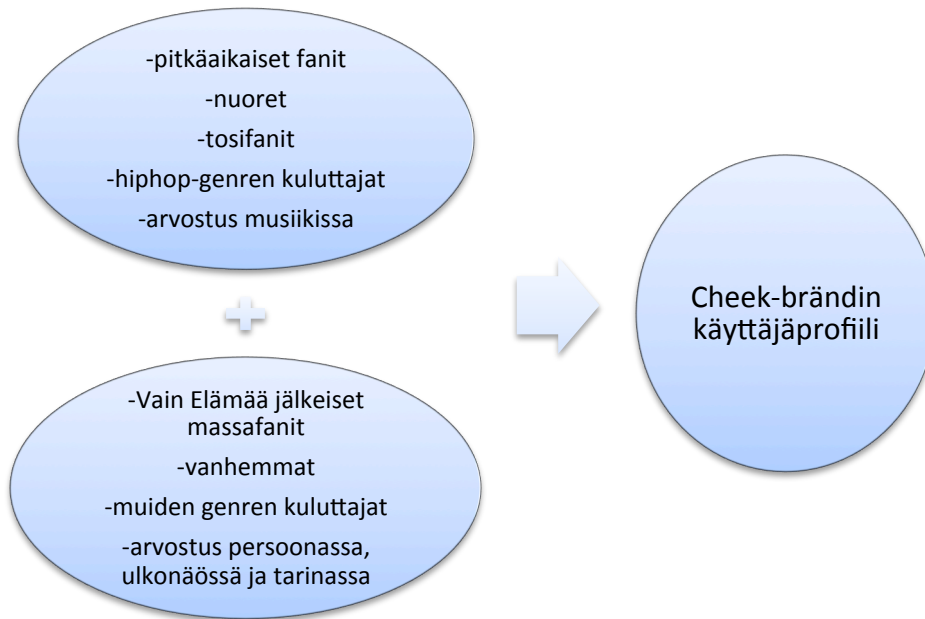 -pitkäaikaiset fanit
-nuoret
-tosifanit
-hiphop-genren kuluttajat
-arvostus musiikissa
-Vain Elämää jälkeiset
massafanit
-vanhemmat
-muiden genren kuluttajat
-arvostus persoonassa,
ulkonäössä ja tarinassa
Cheek-brändin
käyttäjäprofiili